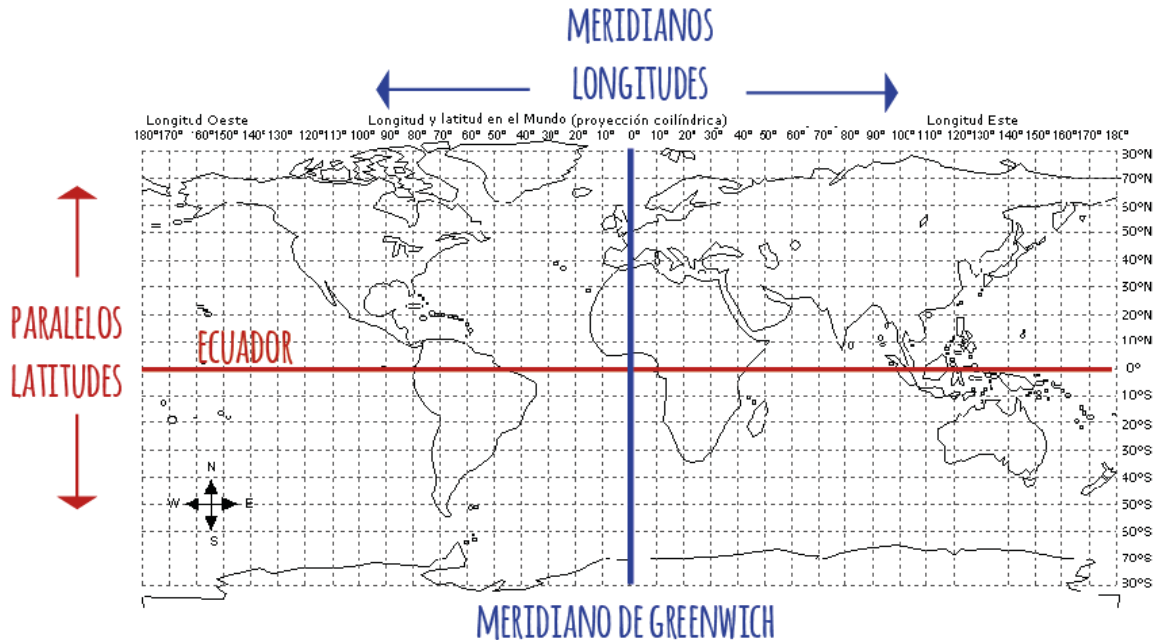 MERIDIANOS
LONGITUDES
Longitud Oeste
Longitud y latitud en el Mundo (proyección coilíndrica)
Longitud Este
180° 170° 160° 150° 140° 130° 120° 110° 100° 90° 80° 70° 60° 50° 40° 30° 20° 10° 0° 10° 20° 30° 40° 50° 60° 70° 80° 90° 100° 110° 120° 130° 140° 150° 160° 170° 180°
80°N
70°N
60°N
50°N
40°N
30°N
20°N
10°N
0°
10°S
20°S
30°S
40°S
50°S
60°S
70°S
80°S
PARALELOS
LATITUDES
ECUADOR
N
W E
S
MERIDIANO DE GREENWICH